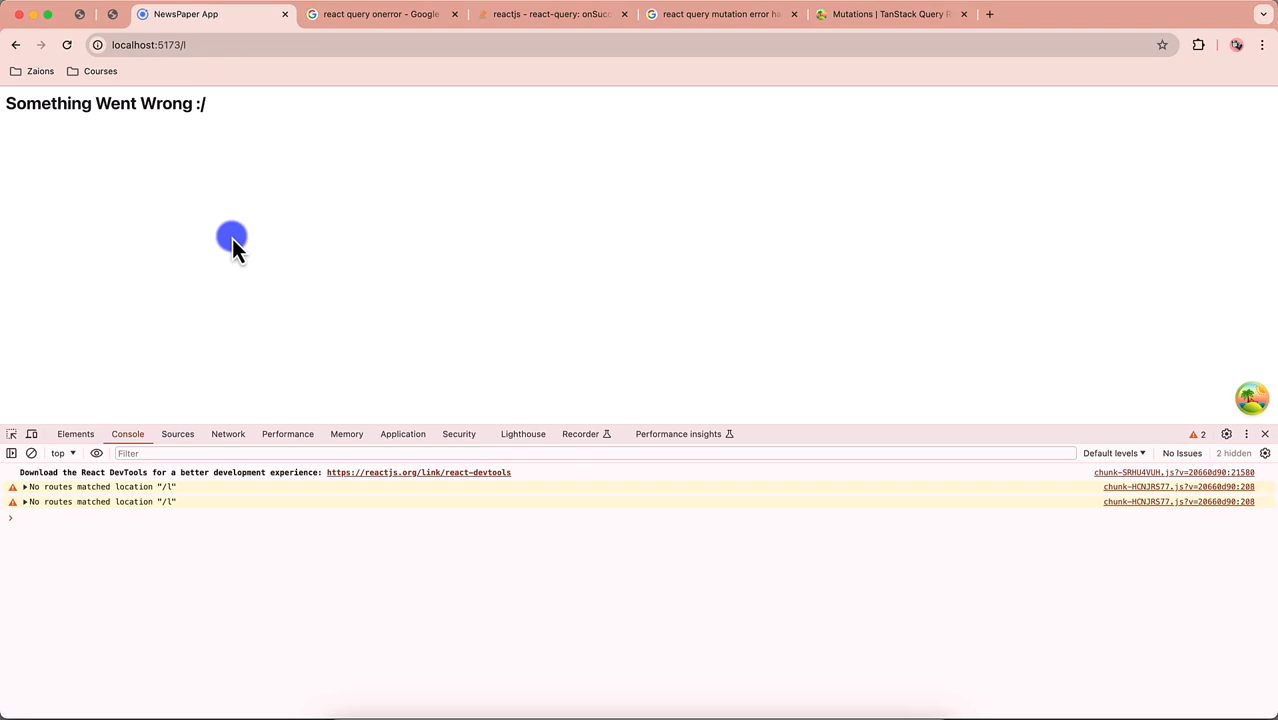 NewsPaper App
react query onerror - Google
reactjs - react-query: onSucc
react query mutation error ha
Mutations | TanStack Query R
localhost:5173/l
Zaions
Courses
Something Went Wrong :/
Elements
Console
Sources
Network
Performance
Memory
Application
Security
Lighthouse
Recorder
Performance insights
2
top
Filter
Default levels
No Issues
2 hidden
Download the React DevTools for a better development experience: https://reactjs.org/link/react-devtools
chunk-SRHU4VUH.js?v=20660d90:21580
No routes matched location "/l"
chunk-HCNJRS77.js?v=20660d90:208
No routes matched location "/l"
chunk-HCNJRS77.js?v=20660d90:208